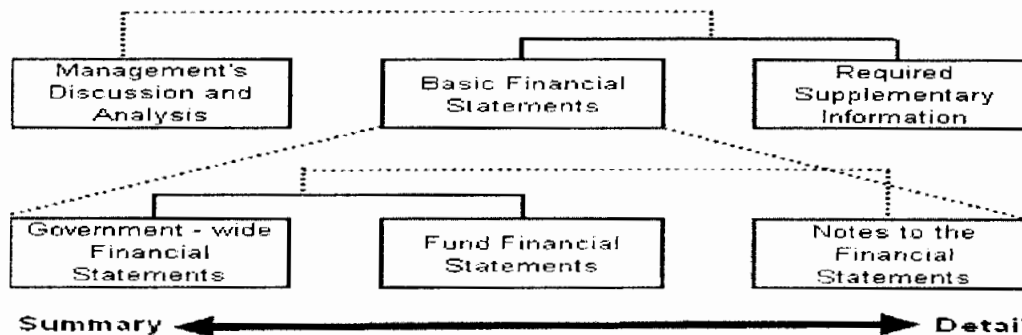 Management's
Discussion and
Analysis
Basic Financial
Statements
Required
Supplementary
Information
Government - wide
Financial
Statements
Fund Financial
Statements
Notes to the
Financial
Statements
Summary
Detail